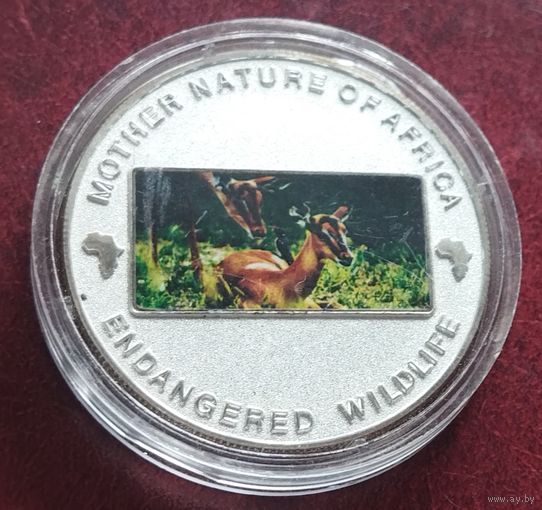 MOTHER NATURE OF AFRICA
ENDANGERED WILDLIFE
www.ay.by